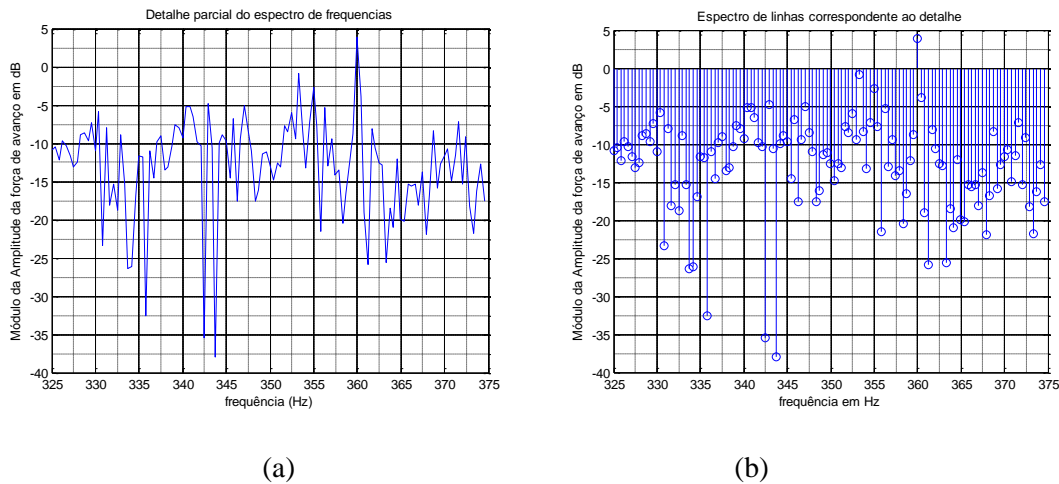 Detalhe parcial do espectro de frequencias
5
0
-5
-10
-15
-20
-25
-30
-35
-40
325 330 335 340 345 350 355 360 365 370 375
frequência (Hz)
Módulo da Amplitude da força de avanço em dB
(a)
Espectro de linhas correspondente ao detalhe
5
0
-5
-10
-15
-20
-25
-30
-35
-40
325 330 335 340 345 350 355 360 365 370 375
frequência em Hz
Módulo da Amplitude da força de avanço em dB
(b)